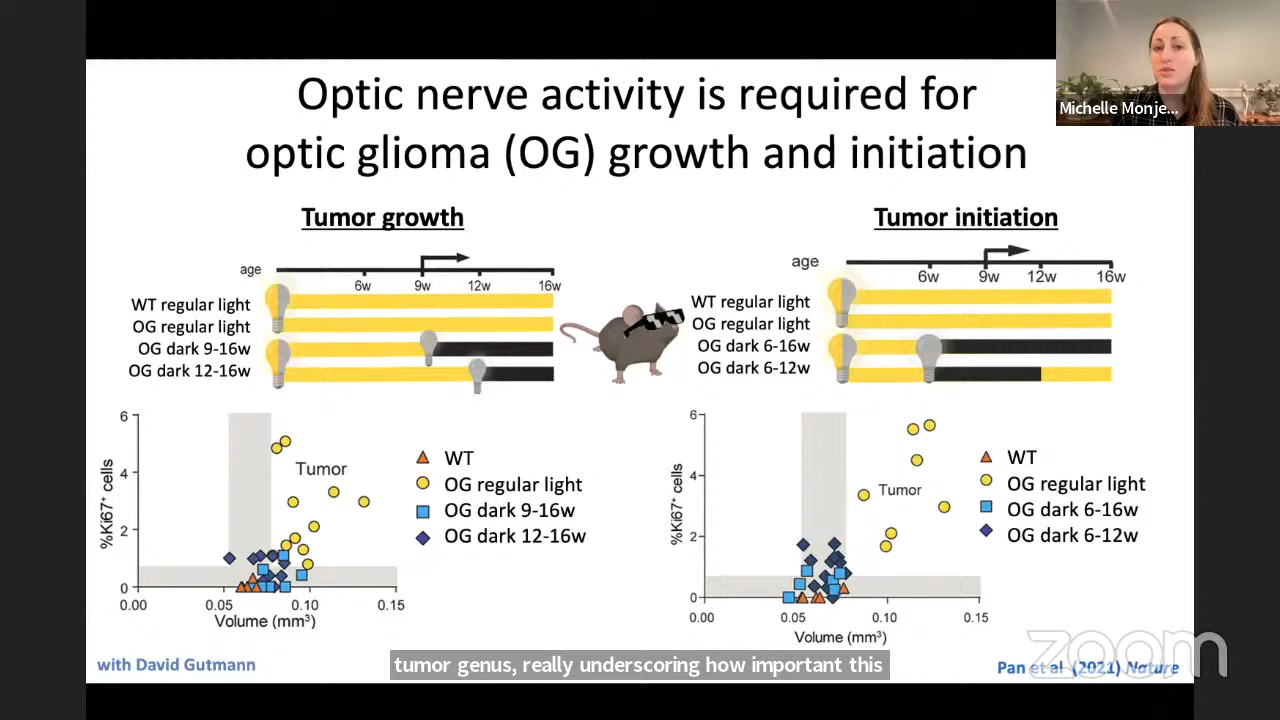 Michelle Monje...
Optic nerve activity is required for
optic glioma (OG) growth and initiation
Tumor growth
age
6w 9w 12w 16w
WT regular light
OG regular light
OG dark 9-16w
OG dark 12-16w
Tumor initiation
age
6w 9w 12w 16w
WT regular light
OG regular light
OG dark 6-16w
OG dark 6-12w
6
4
2
0
%Ki67⁺ cells
Tumor
0.00 0.05 0.10 0.15
Volume (mm³)
WT
OG regular light
OG dark 9-16w
OG dark 12-16w
6
4
2
0
%Ki67⁺ cells
Tumor
0.00 0.05 0.10 0.15
Volume (mm³)
WT
OG regular light
OG dark 6-16w
OG dark 6-12w
with David Gutmann
tumor genus, really underscoring how important this
Pan et al (2021) Nature
zoom